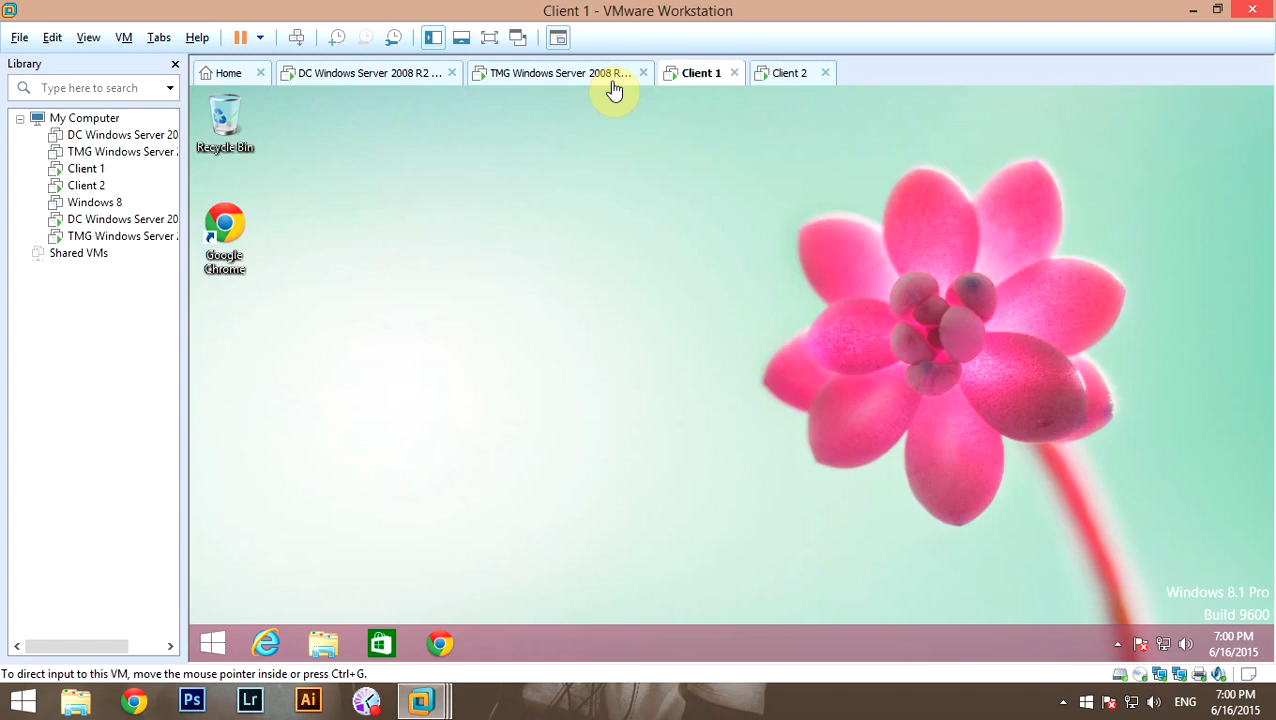 Client 1 - VMware Workstation
File Edit View VM Tabs Help
Library
Type here to search
My Computer
DC Windows Server 20
TMG Windows Server
Client 1
Client 2
Windows 8
DC Windows Server 20
TMG Windows Server
Shared VMs
Home
DC Windows Server 2008 R2 ...
TMG Windows Server 2008 R...
Client 1
Client 2
Recycle Bin
Google
Chrome
Windows 8.1 Pro
Build 9600
7:00 PM
6/16/2015
To direct input to this VM, move the mouse pointer inside or press Ctrl+G.
Ps
Lr
Ai
ENG
7:00 PM
6/16/2015